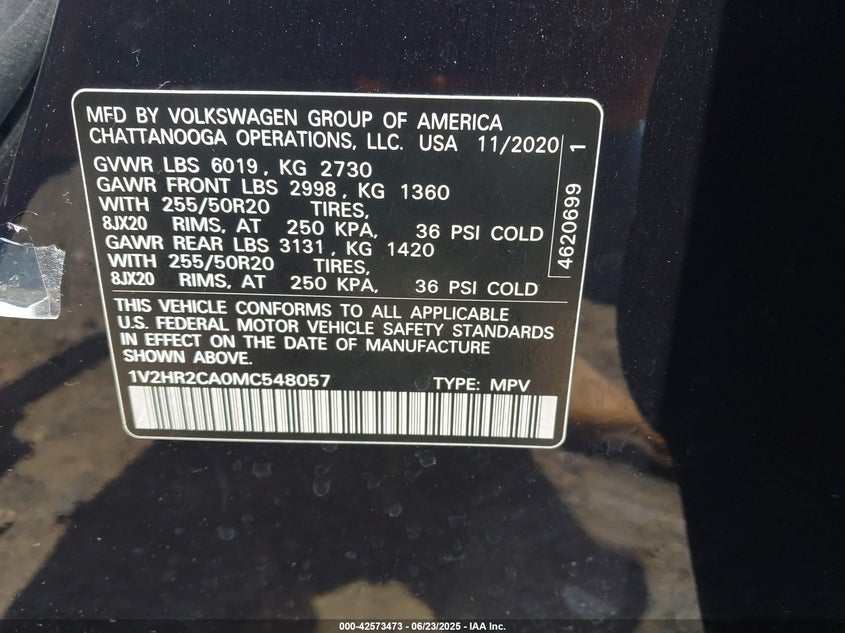 MFD BY VOLKSWAGEN GROUP OF AMERICA
CHATTANOOGA OPERATIONS, LLC. USA 11/2020
GVWR LBS 6019, KG 2730
GAWR FRONT LBS 2998, KG 1360
WITH 255/50R20 TIRES,
8JX20 RIMS, AT 250 KPA, 36 PSI COLD
GAWR REAR LBS 3131, KG 1420
WITH 255/50R20 TIRES,
8JX20 RIMS, AT 250 KPA, 36 PSI COLD
4620699 1
THIS VEHICLE CONFORMS TO ALL APPLICABLE
U.S. FEDERAL MOTOR VEHICLE SAFETY STANDARDS
IN EFFECT ON THE DATE OF MANUFACTURE
SHOWN ABOVE.
1V2HR2CA0MC548057 TYPE: MPV
000-42573473 - 06/23/2025 - IAA Inc.